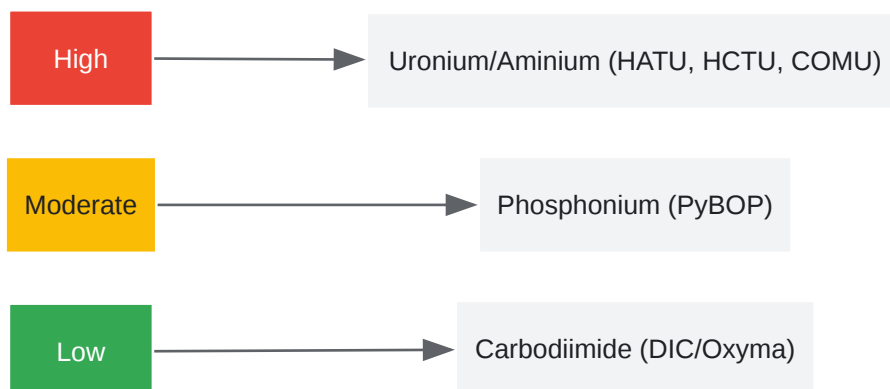 High
Uronium/Aminium (HATU, HCTU, COMU)
Moderate
Phosphonium (PyBOP)
Low
Carbodiimide (DIC/Oxyma)